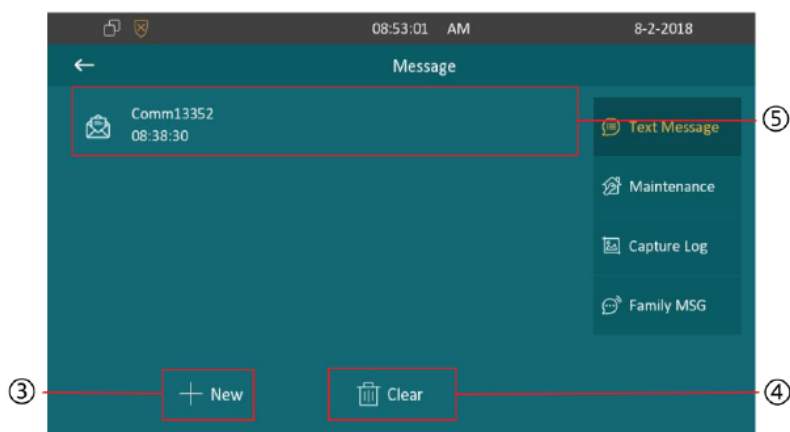 08:53:01 AM 8-2-2018
Message
Comm13352
08:38:30
⑤
Text Message
Maintenance
Capture Log
Family MSG
③
New
Clear
④